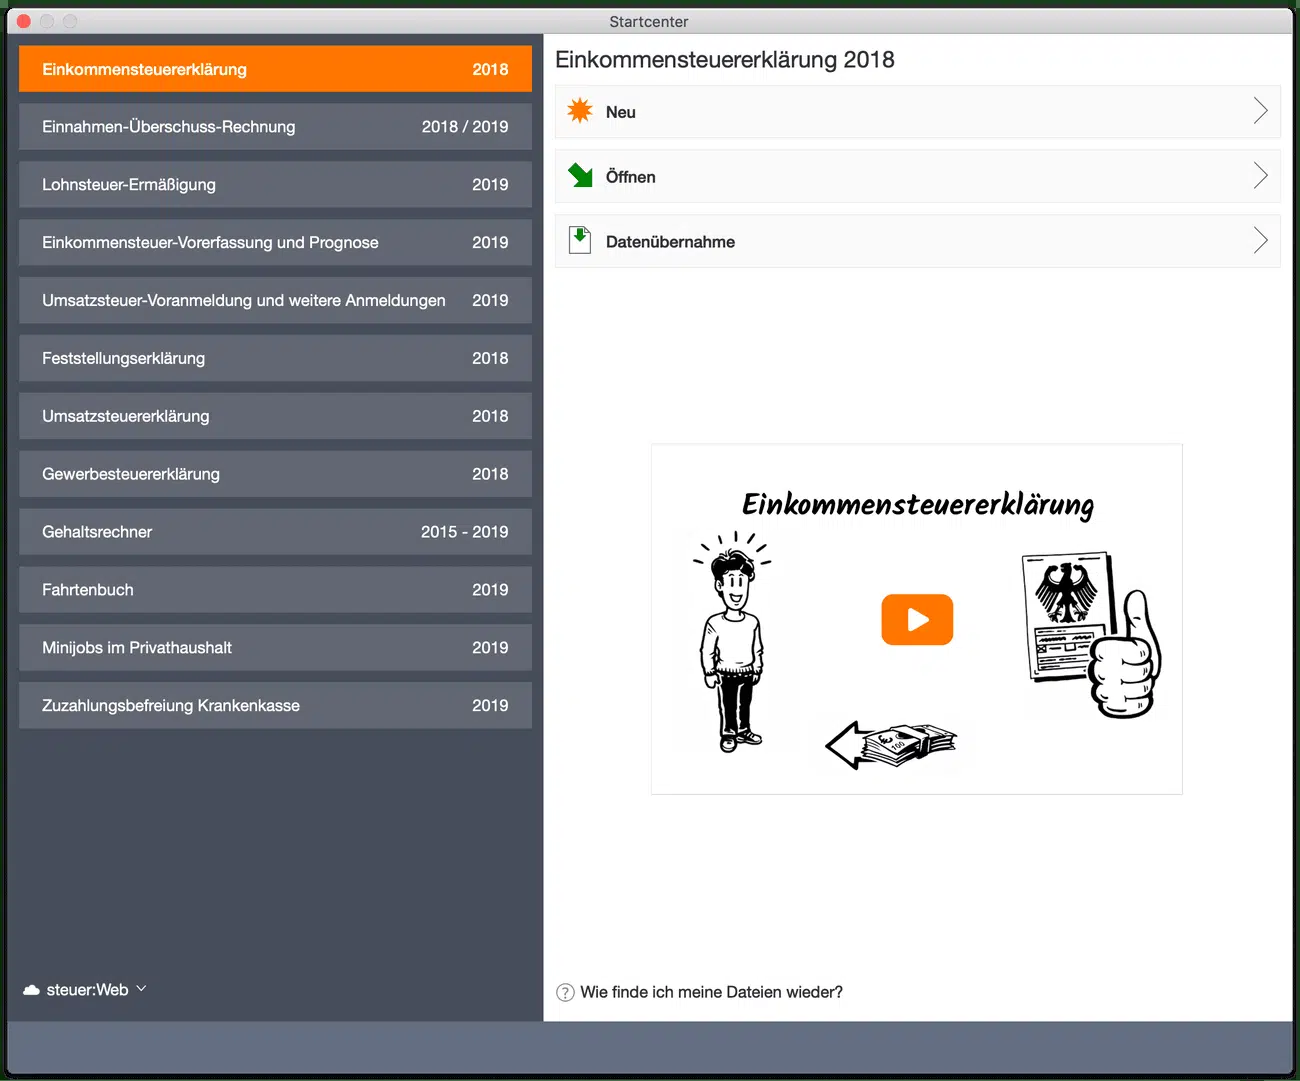 Startcenter
Einkommensteuererklärung 2018
Einnahmen-Überschuss-Rechnung 2018 / 2019
Lohnsteuer-Ermäßigung 2019
Einkommensteuer-Vorerfassung und Prognose 2019
Umsatzsteuer-Voranmeldung und weitere Anmeldungen 2019
Feststellungserklärung 2018
Umsatzsteuererklärung 2018
Gewerbesteuererklärung 2018
Gehaltsrechner 2015 - 2019
Fahrtenbuch 2019
Minijobs im Privathaushalt 2019
Zuzahlungsbefreiung Krankenkasse 2019
steuer:Web
Einkommensteuererklärung 2018
Neu
Öffnen
Datenübernahme
Einkommensteuererklärung
€
100
? Wie finde ich meine Dateien wieder?